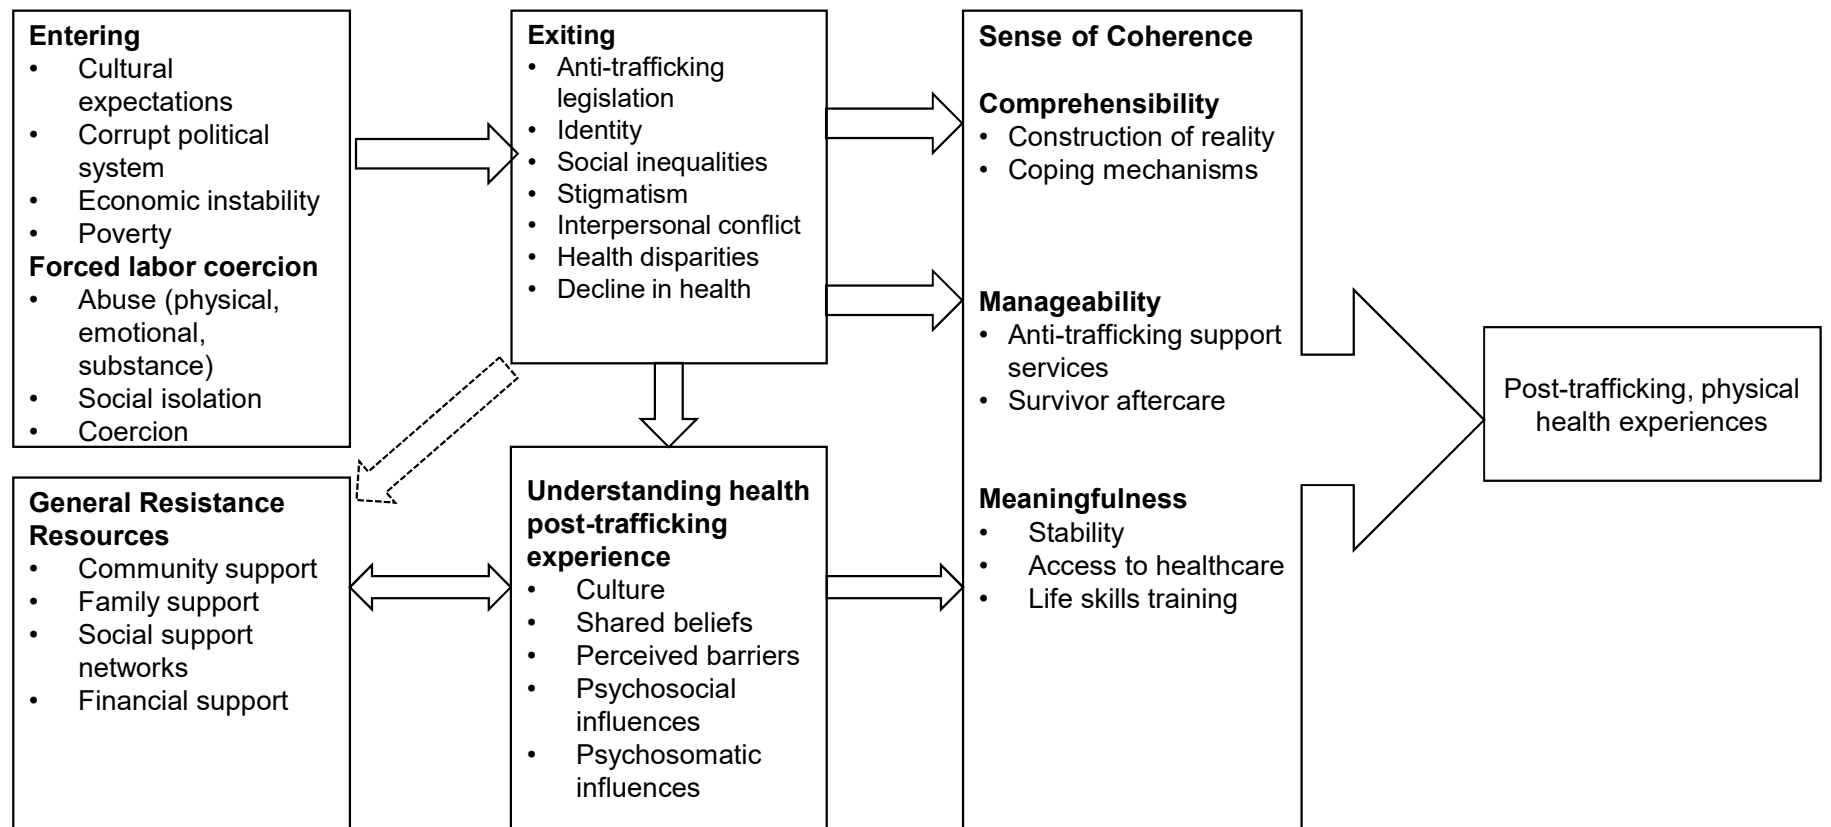 Entering
• Cultural
expectations
• Corrupt political
system
• Economic instability
• Poverty
Forced labor coercion
• Abuse (physical,
emotional,
substance)
• Social isolation
• Coercion
General Resistance
Resources
• Community support
• Family support
• Social support
networks
• Financial support
Exiting
• Anti-trafficking
legislation
• Identity
• Social inequalities
• Stigmatism
• Interpersonal conflict
• Health disparities
• Decline in health
Understanding health
post-trafficking
experience
• Culture
• Shared beliefs
• Perceived barriers
• Psychosocial
influences
• Psychosomatic
influences
Sense of Coherence
Comprehensibility
• Construction of reality
• Coping mechanisms
Manageability
• Anti-trafficking support
services
• Survivor aftercare
Meaningfulness
• Stability
• Access to healthcare
• Life skills training
Post-trafficking, physical
health experiences